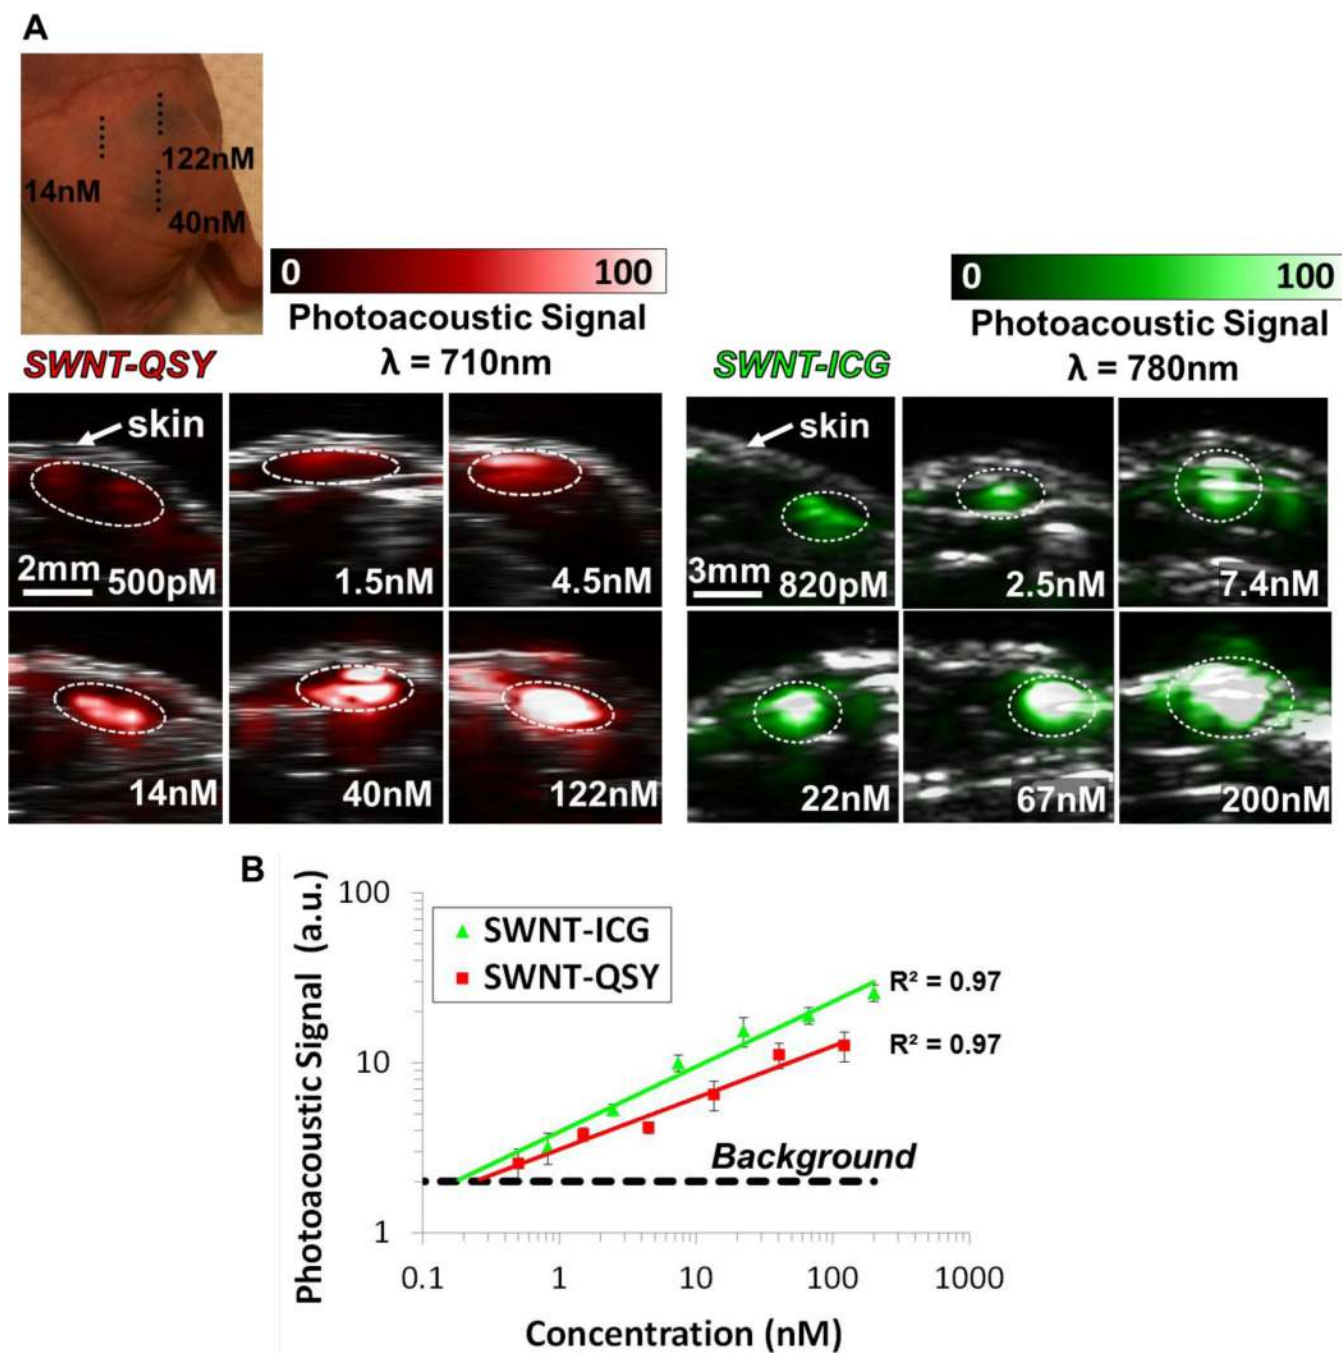 A
122nM
14nM
40nM
0 100
Photoacoustic Signal
λ = 710nm
0 100
Photoacoustic Signal
λ = 780nm
SWNT-QSY
SWNT-ICG
skin
2mm
500pM
1.5nM
4.5nM
14nM
40nM
122nM
skin
3mm
820pM
2.5nM
7.4nM
22nM
67nM
200nM
B
Photoacoustic Signal (a.u.)
100
10
1
SWNT-ICG
SWNT-QSY
R² = 0.97
R² = 0.97
Background
0.1 1 10 100 1000
Concentration (nM)